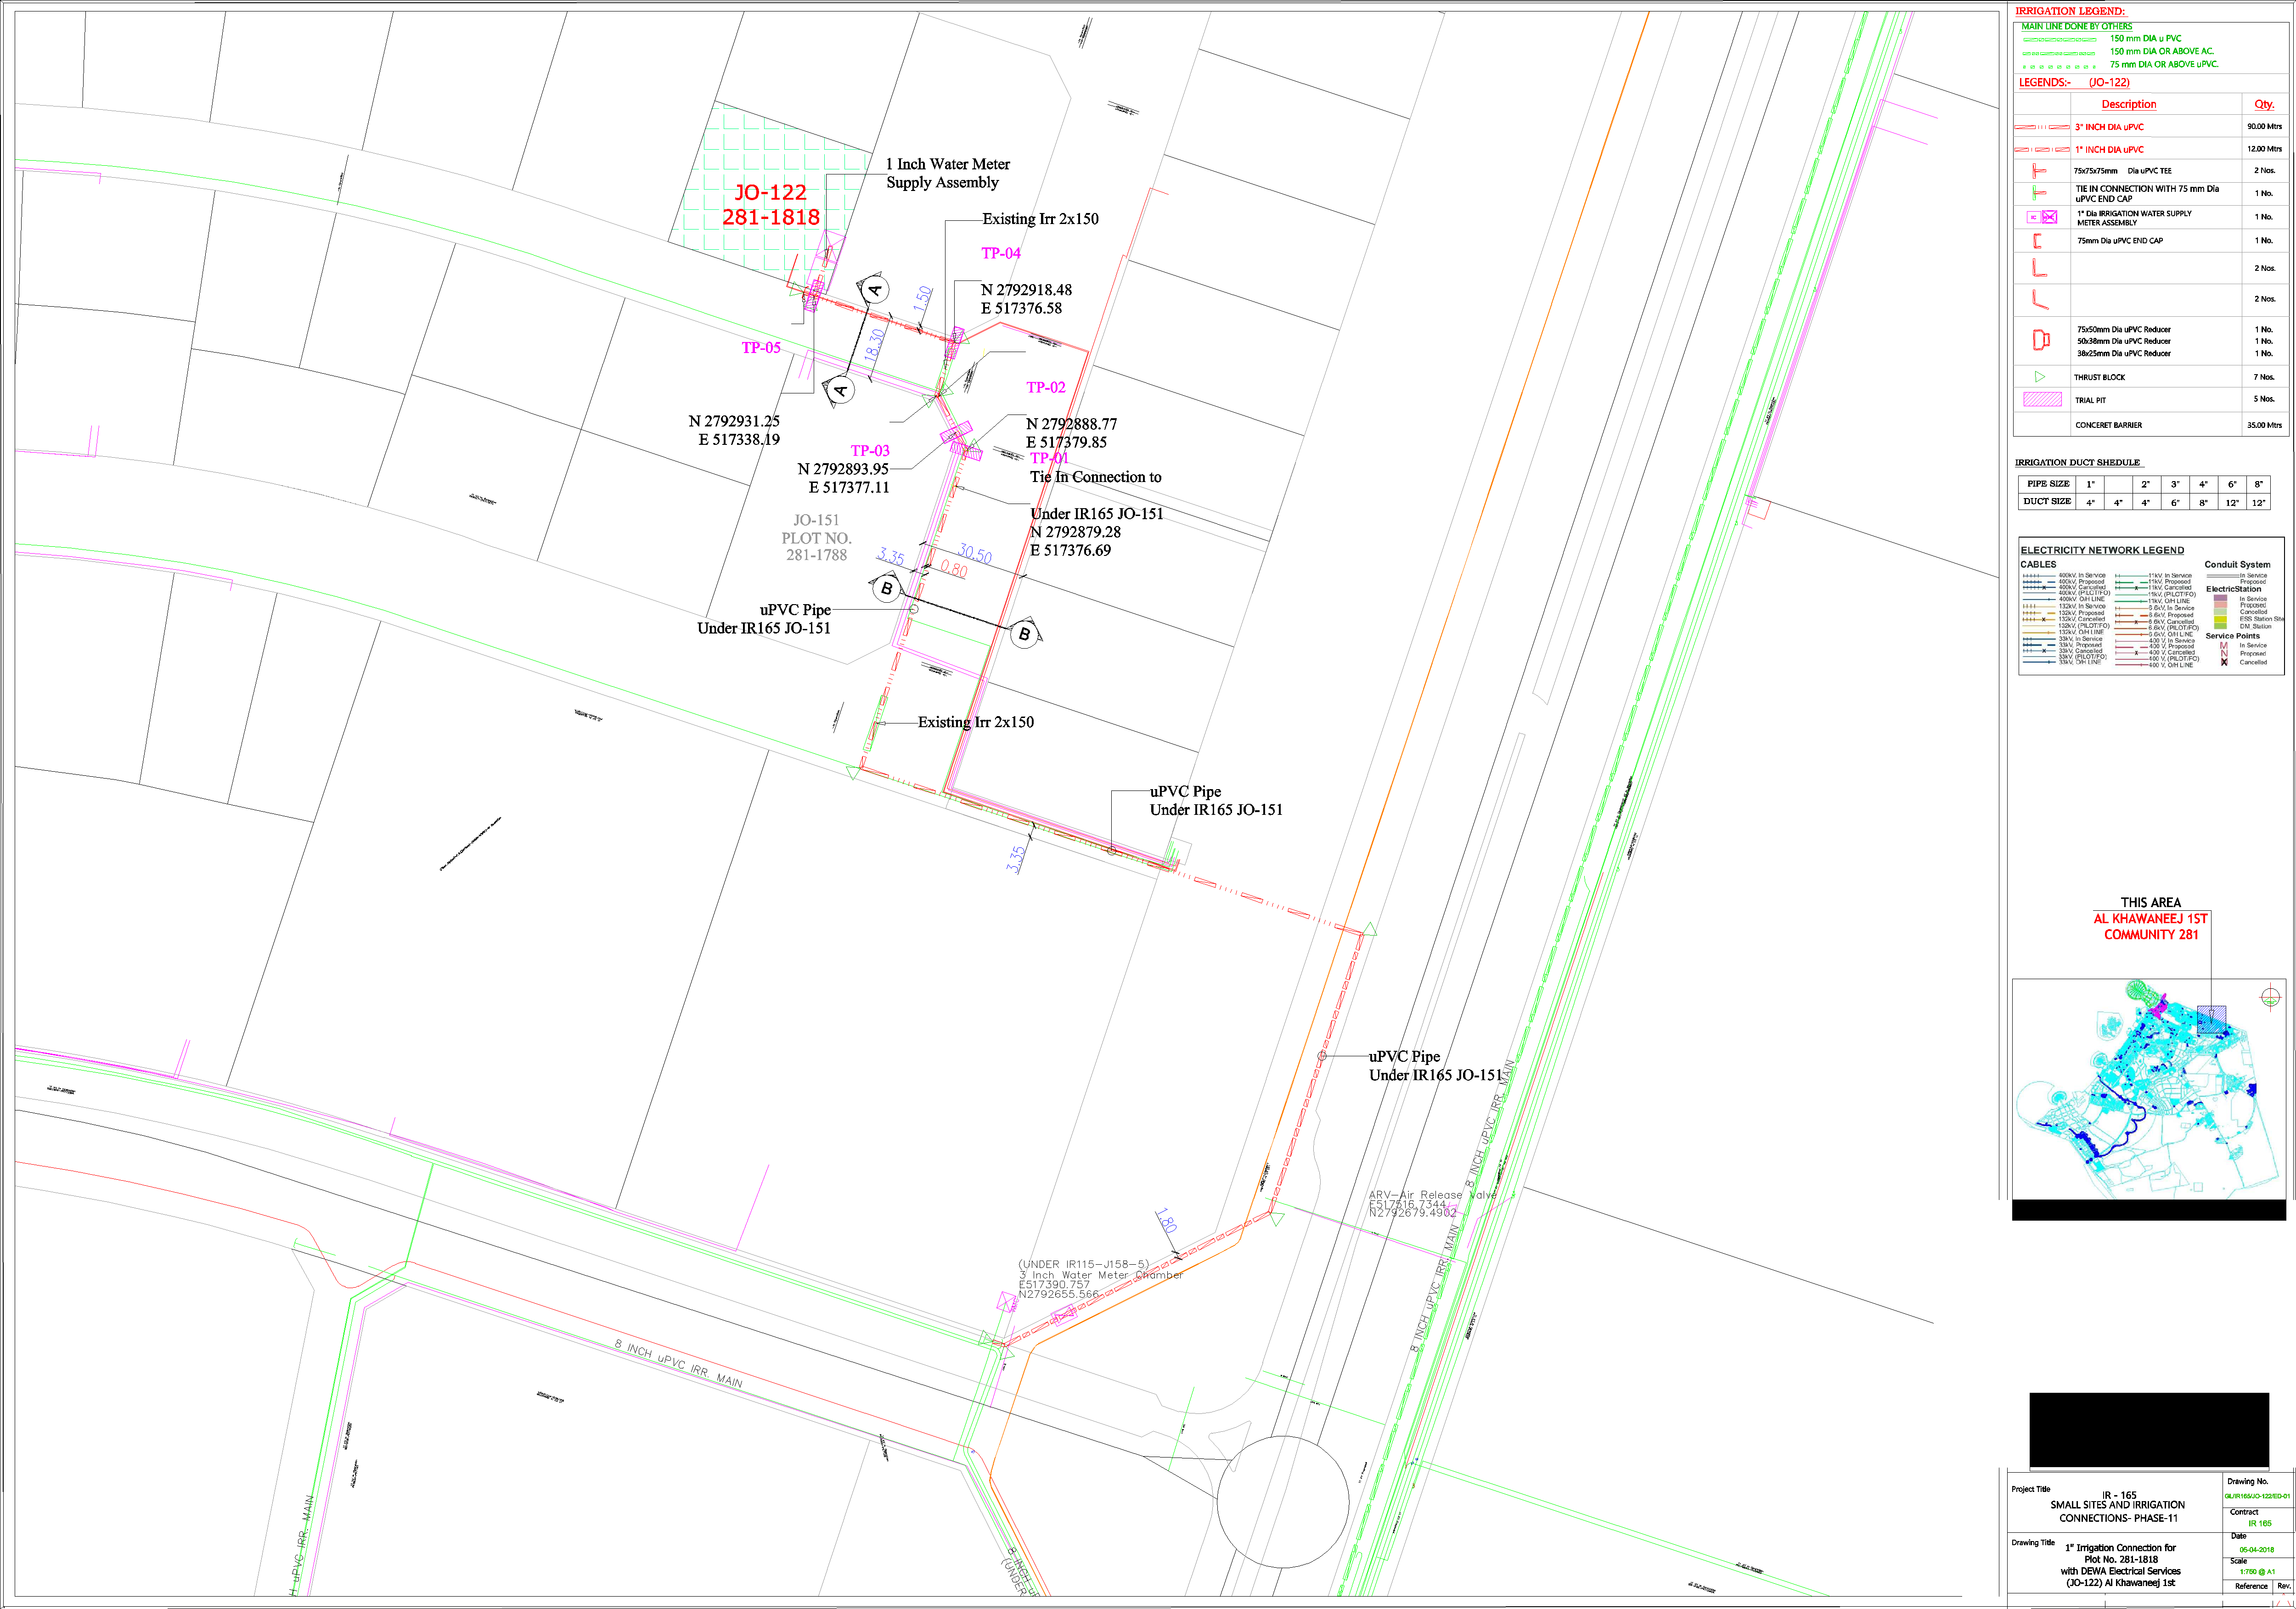 1 Inch Water Meter
Supply Assembly
JO-122
281-1818
Existing Irr 2x150
TP-04
N 2792918.48
E 517376.58
1.50
18.30
A
A
TP-05
TP-02
N 2792931.25
E 517338.19
N 2792888.77
E 517379.85
TP-03
TP-01
N 2792893.95
E 517377.11
Tie In Connection to
Under IR165 JO-151
N 2792879.28
E 517376.69
JO-151
PLOT NO.
281-1788
3.35
30.50
0.80
B
B
uPVC Pipe
Under IR165 JO-151
Existing Irr 2x150
uPVC Pipe
Under IR165 JO-151
3.35
uPVC Pipe
Under IR165 JO-151
8 INCH uPVC IRR. MAIN
ARV-Air Release Valve
E517516.7344
N2792679.4902
1.80
(UNDER IR115-J158-5)
3 Inch Water Meter Chamber
E517390.757
N2792655.566
8 INCH uPVC IRR. MAIN
8 INCH uPVC IRR. MAIN
H uPVC IRR. MAIN
8 INCH uP
(UNDER
IRRIGATION LEGEND:
MAIN LINE DONE BY OTHERS
150 mm DIA u PVC
150 mm DIA OR ABOVE AC.
75 mm DIA OR ABOVE uPVC.
LEGENDS:- (JO-122)
Description Qty.
3" INCH DIA uPVC 90.00 Mtrs
1" INCH DIA uPVC 12.00 Mtrs
75x75x75mm Dia uPVC TEE 2 Nos.
TIE IN CONNECTION WITH 75 mm Dia
uPVC END CAP 1 No.
1" Dia IRRIGATION WATER SUPPLY
METER ASSEMBLY 1 No.
75mm Dia uPVC END CAP 1 No.
2 Nos.
2 Nos.
75x50mm Dia uPVC Reducer 1 No.
50x38mm Dia uPVC Reducer 1 No.
38x25mm Dia uPVC Reducer 1 No.
THRUST BLOCK 7 Nos.
TRIAL PIT 5 Nos.
CONCERET BARRIER 35.00 Mtrs
IRRIGATION DUCT SHEDULE
PIPE SIZE 1" 2" 3" 4" 6" 8"
DUCT SIZE 4" 4" 4" 6" 8" 12" 12"
ELECTRICITY NETWORK LEGEND
CABLES
400kV, In Service
400kV, Proposed
400kV, Cancelled
400kV, (PILOT/FO)
400kV, O/H LINE
132kV, In Service
132kV, Proposed
132kV, Cancelled
132kV, (PILOT/FO)
132kV, O/H LINE
33kV, In Service
33kV, Proposed
33kV, Cancelled
33kV, (PILOT/FO)
33kV, O/H LINE
11kV, In Service
11kV, Proposed
11kV, Cancelled
11kV, (PILOT/FO)
11kV, O/H LINE
6.6kV, In Service
6.6kV, Proposed
6.6kV, Cancelled
6.6kV, (PILOT/FO)
6.6kV, O/H LINE
400 V, In Service
400 V, Proposed
400 V, Cancelled
400 V, (PILOT/FO)
400 V, O/H LINE
Conduit System
In Service
Proposed
ElectricStation
In Service
Proposed
Cancelled
ESS Station Site
DM_Station
Service Points
M In Service
N Proposed
X Cancelled
THIS AREA
AL KHAWANEEJ 1ST
COMMUNITY 281
Project Title
IR - 165
SMALL SITES AND IRRIGATION
CONNECTIONS- PHASE-11
Drawing Title
1" Irrigation Connection for
Plot No. 281-1818
with DEWA Electrical Services
(JO-122) Al Khawaneej 1st
Drawing No.
GIL/IR165/JO-122/ED-01
Contract
IR 165
Date
05-04-2018
Scale
1:750 @ A1
Reference Rev.